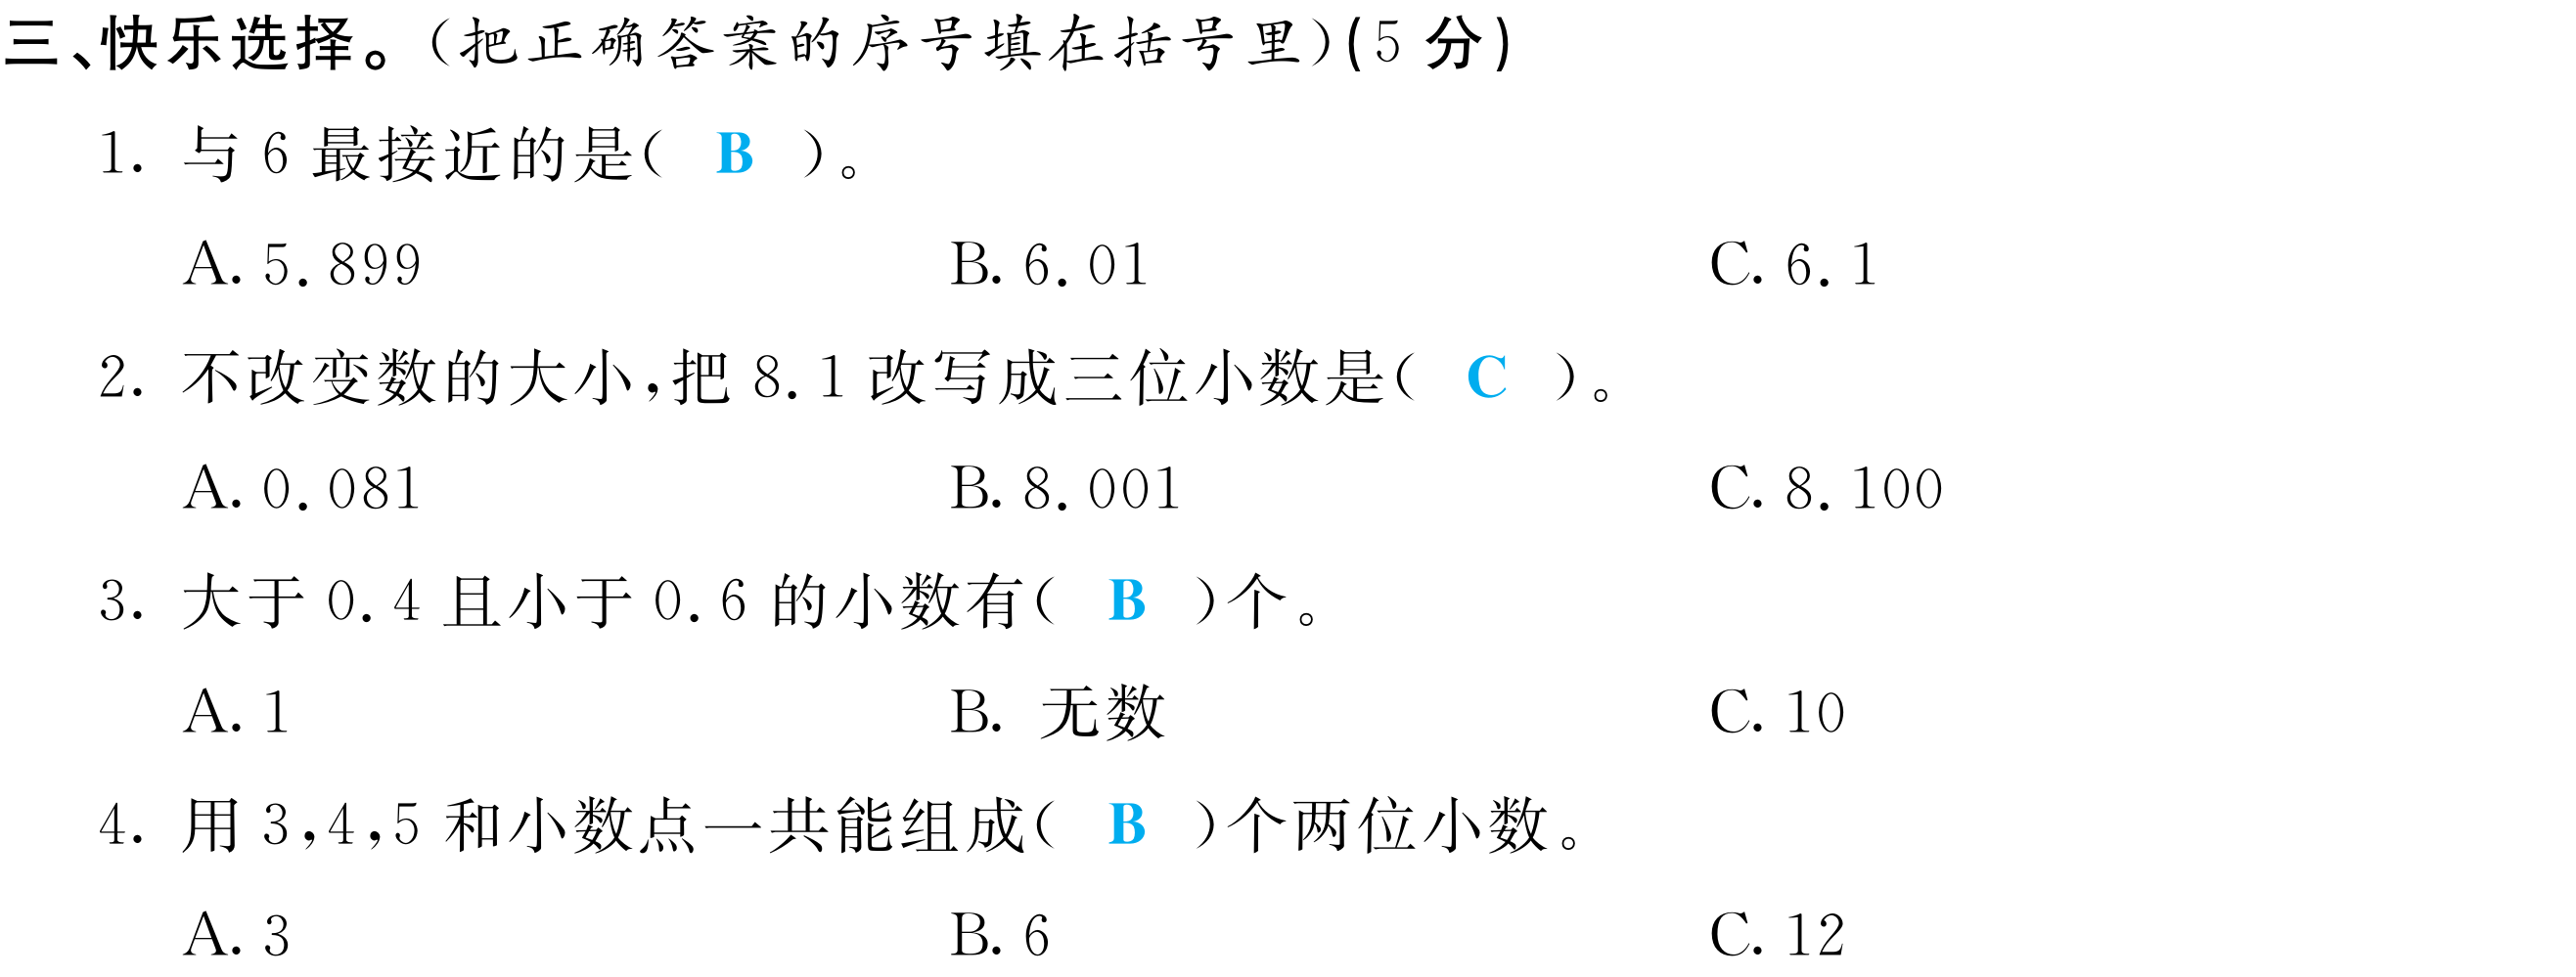 三、快乐选择。(把正确答案的序号填在括号里)(5 分)
1. 与 6 最接近的是( B )。
A. 5.899 B. 6.01 C. 6.1
2. 不改变数的大小,把 8.1 改写成三位小数是( C )。
A. 0.081 B. 8.001 C. 8.100
3. 大于 0.4 且小于 0.6 的小数有( B )个。
A. 1 B. 无数 C. 10
4. 用 3,4,5 和小数点一共能组成( B )个两位小数。
A. 3 B. 6 C. 12